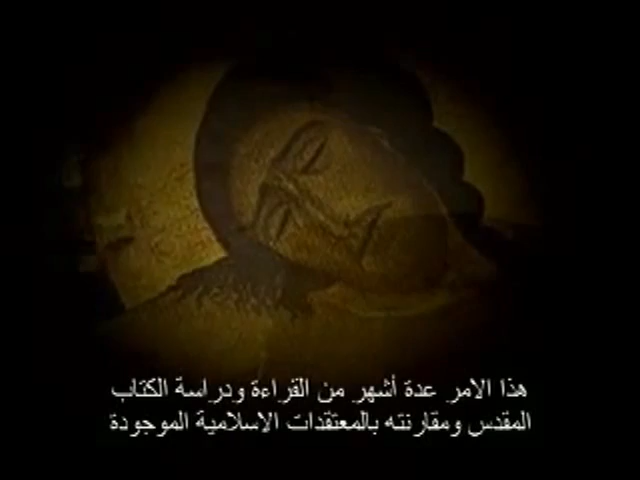 هذا الامر عدة أشهر من القراءة ودراسة الكتاب
المقدس ومقارنته بالمعتقدات الاسلامية الموجودة